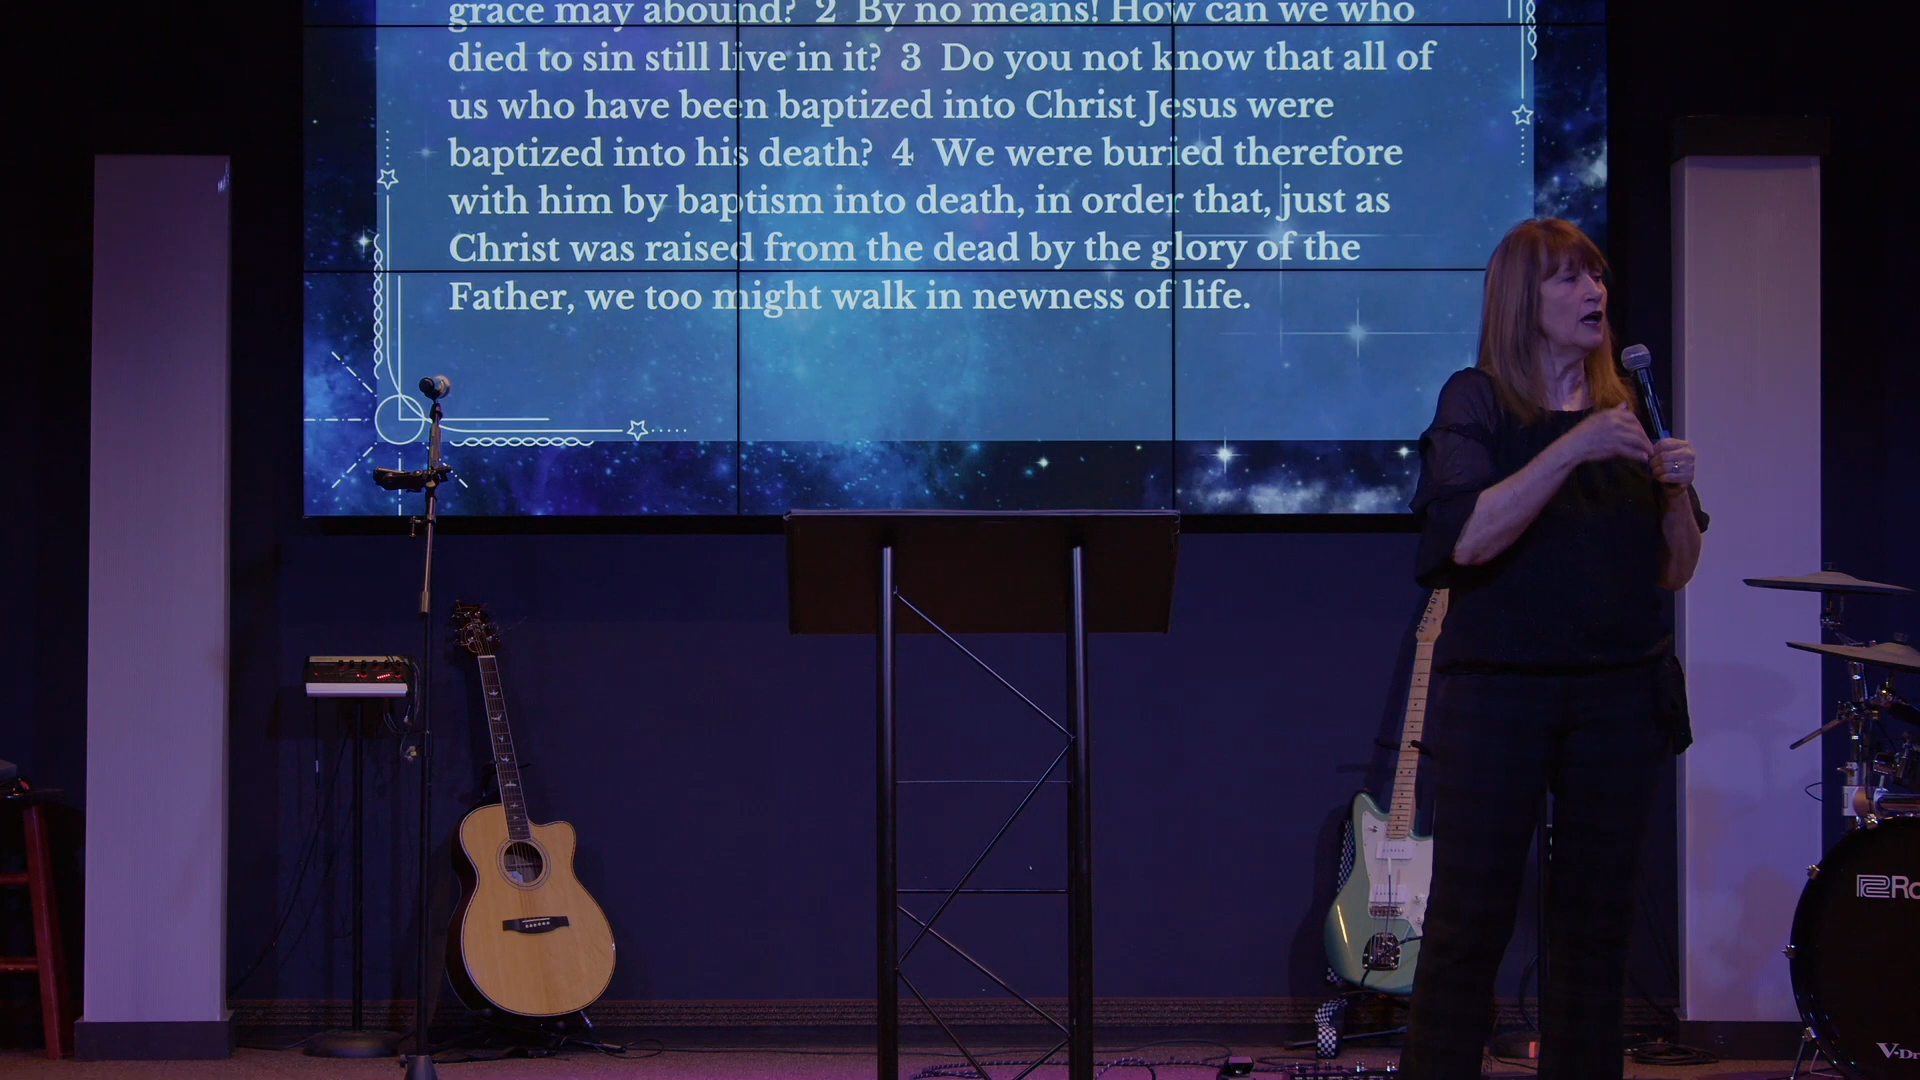 grace may abound? 2 By no means! How can we who
died to sin still live in it? 3 Do you not know that all of
us who have been baptized into Christ Jesus were
baptized into his death? 4 We were buried therefore
with him by baptism into death, in order that, just as
Christ was raised from the dead by the glory of the
Father, we too might walk in newness of life.
Ro
V-Dr